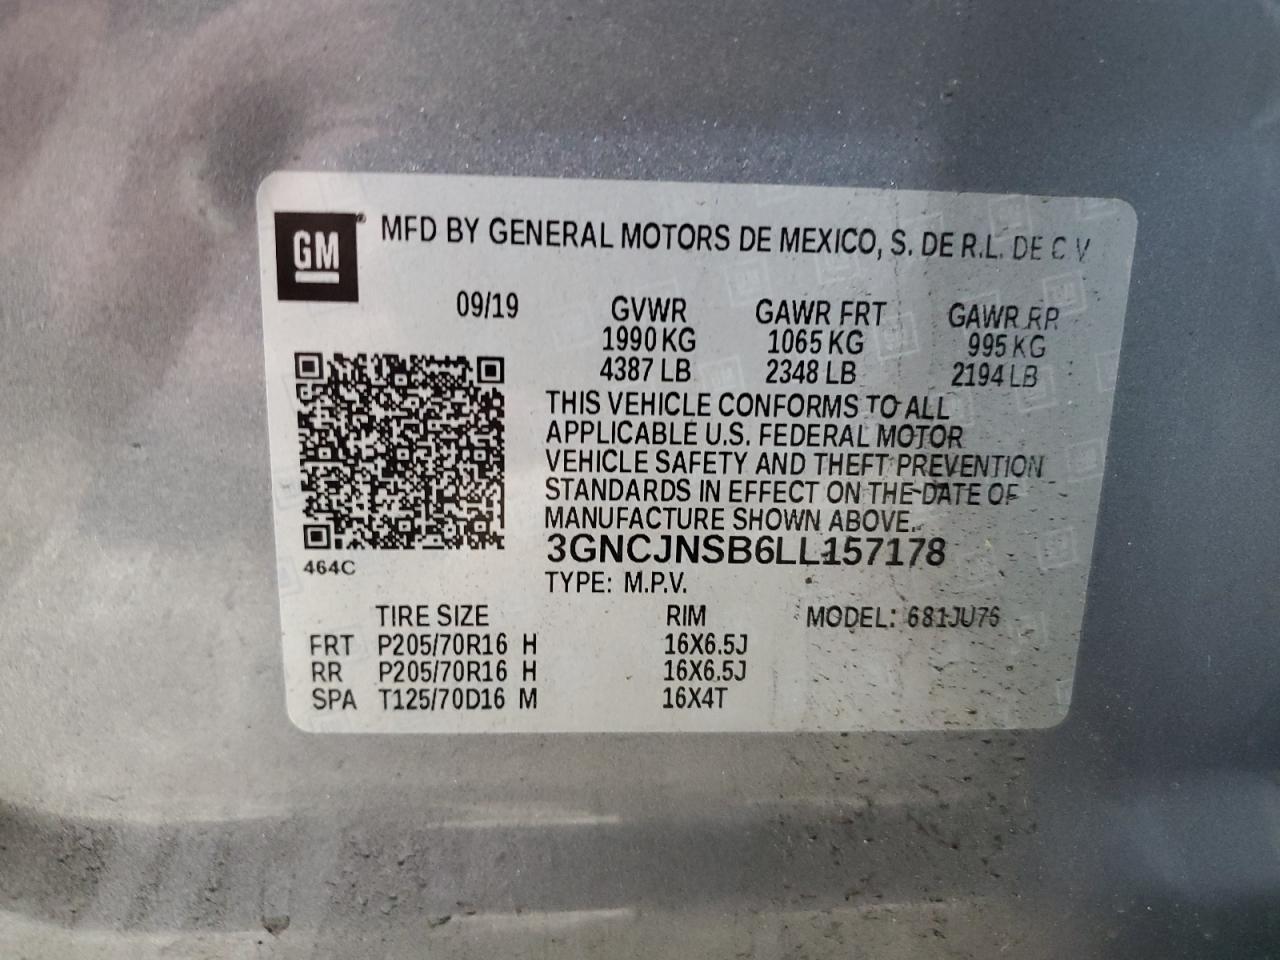 GM ® MFD BY GENERAL MOTORS DE MEXICO, S. DE R.L. DE C V
09/19 GVWR GAWR FRT GAWR RR
1990 KG 1065 KG 995 KG
4387 LB 2348 LB 2194 LB
THIS VEHICLE CONFORMS TO ALL
APPLICABLE U.S. FEDERAL MOTOR
VEHICLE SAFETY AND THEFT PREVENTION
STANDARDS IN EFFECT ON THE DATE OF
MANUFACTURE SHOWN ABOVE.
3GNCJNSB6LL157178
464C
TYPE: M.P.V.
TIRE SIZE RIM MODEL: 681JU76
FRT P205/70R16 H 16X6.5J
RR P205/70R16 H 16X6.5J
SPA T125/70D16 M 16X4T